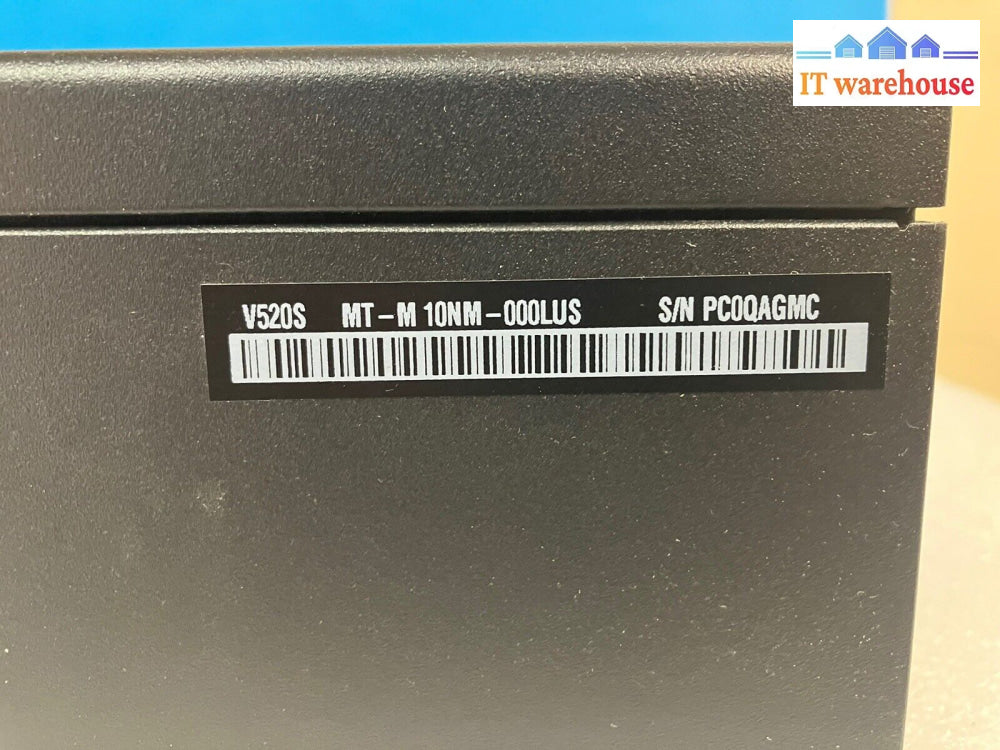 IT warehouse
V520S MT-M 10NM-000LUS S/N PC0QAGMC